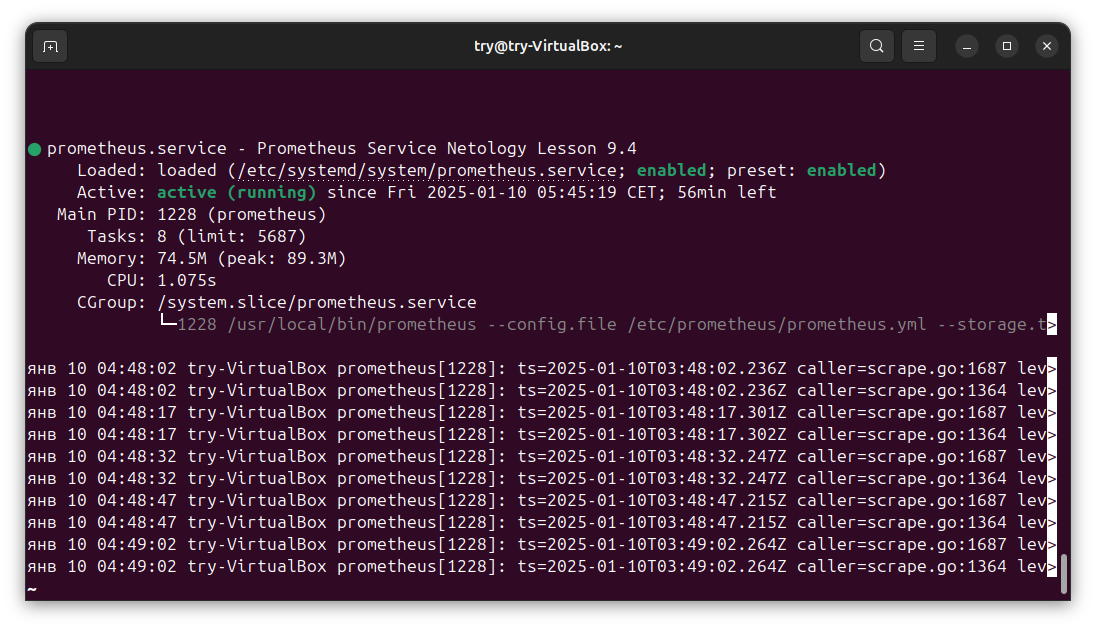 try@try-VirtualBox: ~
prometheus.service - Prometheus Service Netology Lesson 9.4
Loaded: loaded (/etc/systemd/system/prometheus.service; enabled; preset: enabled)
Active: active (running) since Fri 2025-01-10 05:45:19 CET; 56min left
Main PID: 1228 (prometheus)
Tasks: 8 (limit: 5687)
Memory: 74.5M (peak: 89.3M)
CPU: 1.075s
CGroup: /system.slice/prometheus.service
└─1228 /usr/local/bin/prometheus --config.file /etc/prometheus/prometheus.yml --storage.t>
янв 10 04:48:02 try-VirtualBox prometheus[1228]: ts=2025-01-10T03:48:02.236Z caller=scrape.go:1687 lev>
янв 10 04:48:02 try-VirtualBox prometheus[1228]: ts=2025-01-10T03:48:02.236Z caller=scrape.go:1364 lev>
янв 10 04:48:17 try-VirtualBox prometheus[1228]: ts=2025-01-10T03:48:17.301Z caller=scrape.go:1687 lev>
янв 10 04:48:17 try-VirtualBox prometheus[1228]: ts=2025-01-10T03:48:17.302Z caller=scrape.go:1364 lev>
янв 10 04:48:32 try-VirtualBox prometheus[1228]: ts=2025-01-10T03:48:32.247Z caller=scrape.go:1687 lev>
янв 10 04:48:32 try-VirtualBox prometheus[1228]: ts=2025-01-10T03:48:32.247Z caller=scrape.go:1364 lev>
янв 10 04:48:47 try-VirtualBox prometheus[1228]: ts=2025-01-10T03:48:47.215Z caller=scrape.go:1687 lev>
янв 10 04:48:47 try-VirtualBox prometheus[1228]: ts=2025-01-10T03:48:47.215Z caller=scrape.go:1364 lev>
янв 10 04:49:02 try-VirtualBox prometheus[1228]: ts=2025-01-10T03:49:02.264Z caller=scrape.go:1687 lev>
янв 10 04:49:02 try-VirtualBox prometheus[1228]: ts=2025-01-10T03:49:02.264Z caller=scrape.go:1364 lev>
~